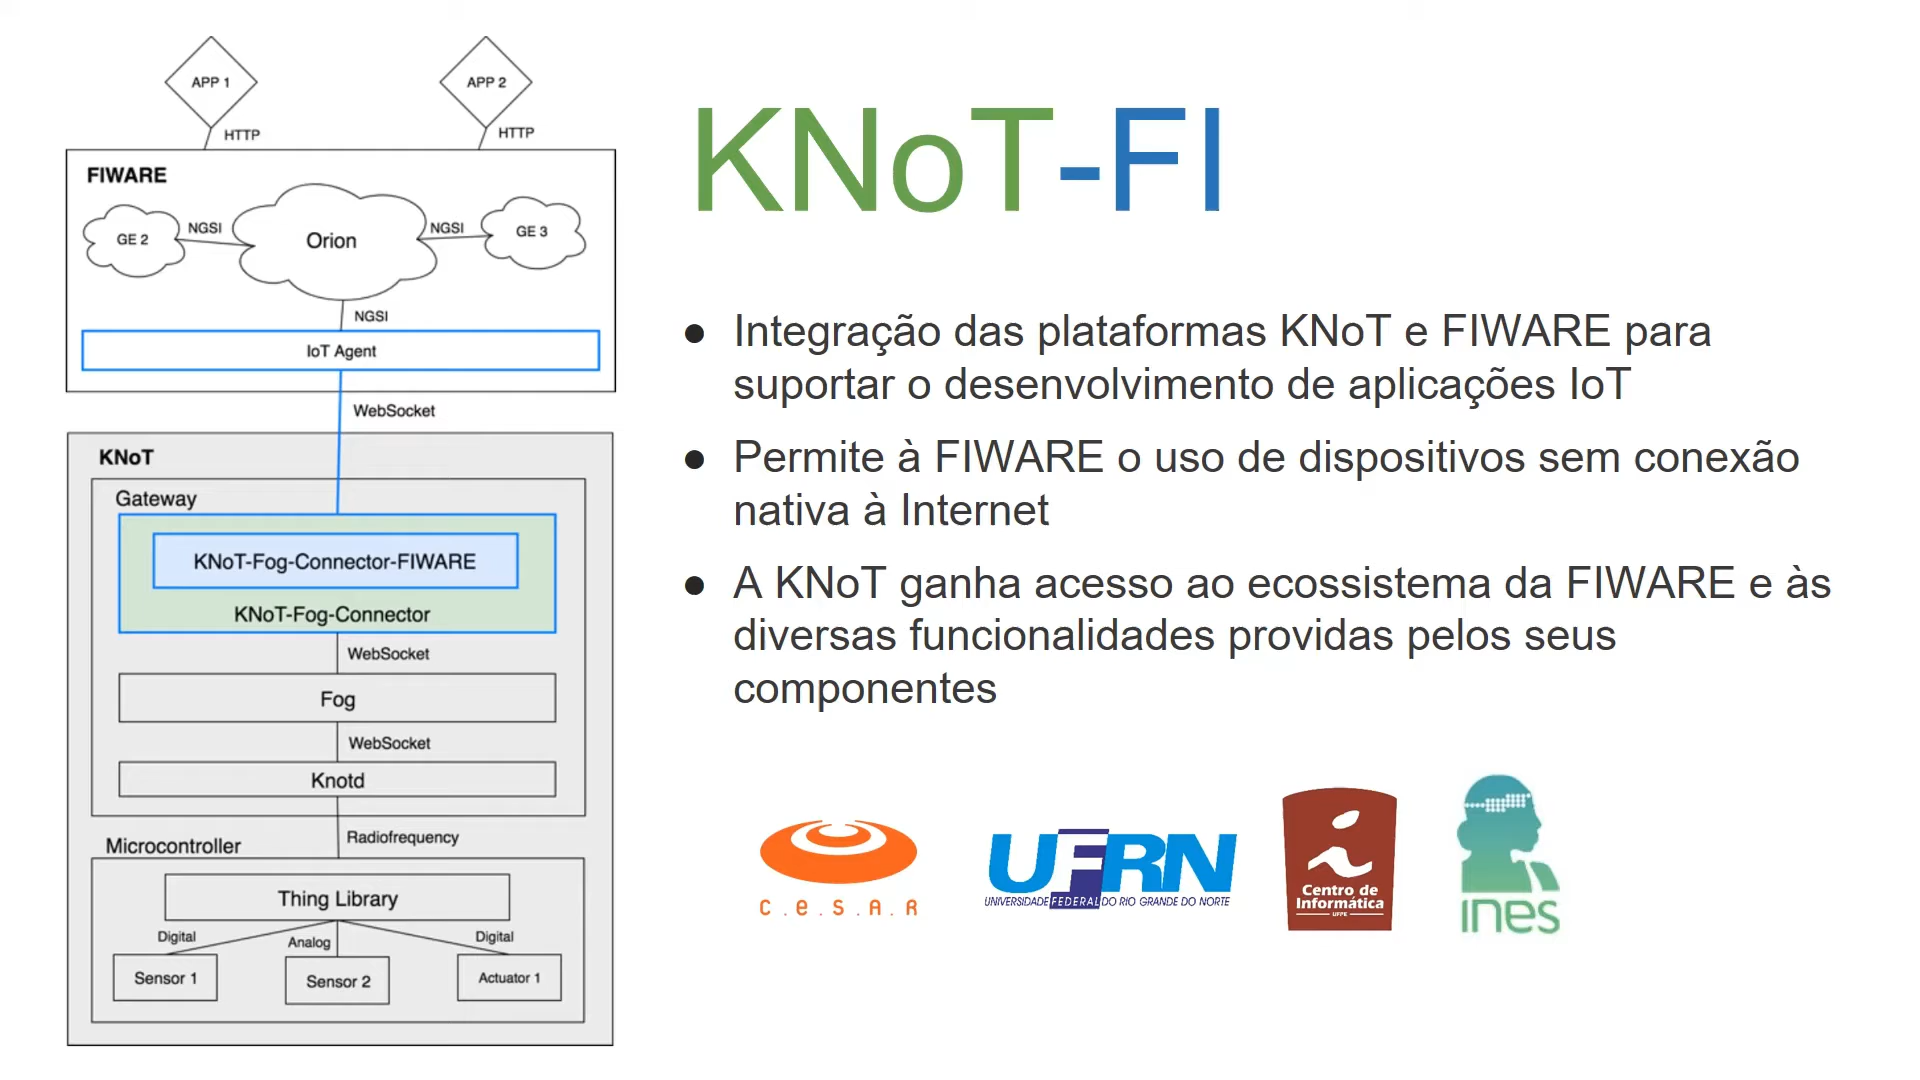 APP 1
APP 2
HTTP
HTTP
FIWARE
GE 2
NGSI
Orion
NGSI
GE 3
NGSI
IoT Agent
WebSocket
KNoT
Gateway
KNoT-Fog-Connector-FIWARE
KNoT-Fog-Connector
WebSocket
Fog
WebSocket
Knotd
Radiofrequency
Microcontroller
Thing Library
Digital
Analog
Digital
Sensor 1
Sensor 2
Actuator 1
KNoT-FI
● Integração das plataformas KNoT e FIWARE para
suportar o desenvolvimento de aplicações IoT
● Permite à FIWARE o uso de dispositivos sem conexão
nativa à Internet
● A KNoT ganha acesso ao ecossistema da FIWARE e às
diversas funcionalidades providas pelos seus
componentes
C.e.S.A.R
UFRN
UNIVERSIDADE FEDERAL DO RIO GRANDE DO NORTE
Centro de
Informática
UFPE
ines